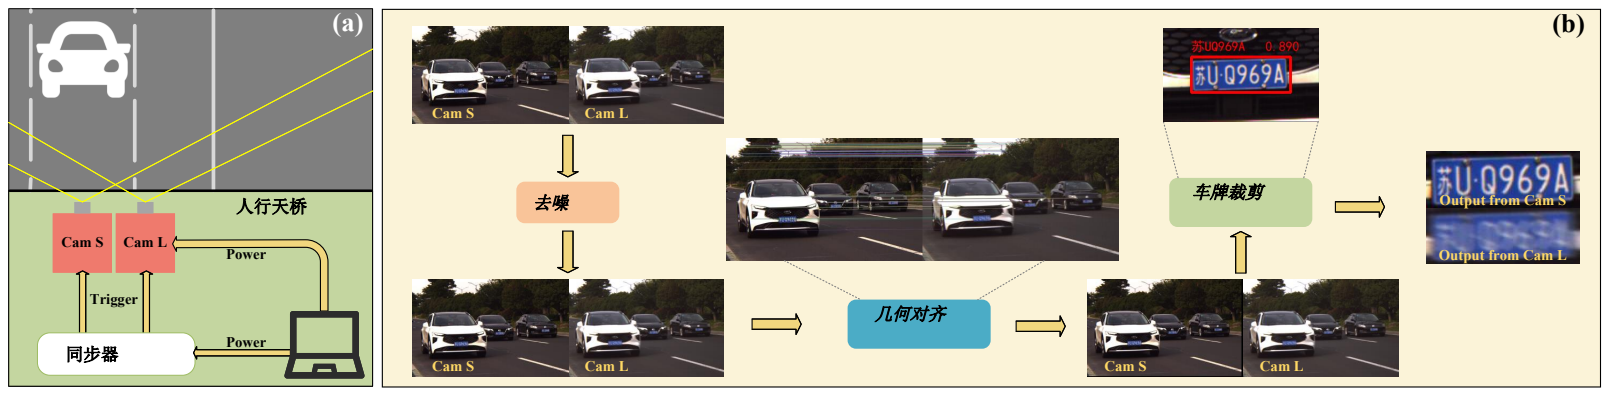 (a)
人行天桥
Cam S
Cam L
Power
Trigger
同步器
Power
(b)
Cam S
Cam L
去噪
Cam S
Cam L
几何对齐
Cam S
Cam L
车牌裁剪
苏UQ969A 0.890
苏U·Q969A
苏U·Q969A
Output from Cam S
Output from Cam L